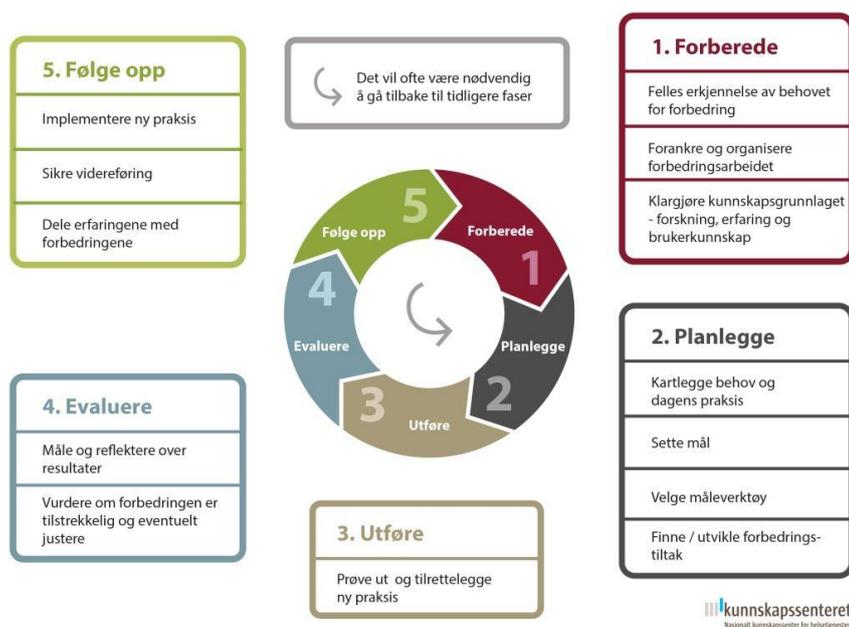 5. Følge opp
Implementere ny praksis
Sikre videreføring
Dele erfaringene med
forbedringene
Det vil ofte være nødvendig
å gå tilbake til tidligere faser
1. Forberede
Felles erkjennelse av behovet
for forbedring
Forankre og organisere
forbedringsarbeidet
Klargjøre kunnskapsgrunnlaget
- forskning, erfaring og
brukerkunnskap
5
Følge opp
Forberede
1
4
Evaluere
Planlegge
2
3
Utføre
2. Planlegge
Kartlegge behov og
dagens praksis
Sette mål
Velge måleverktøy
Finne / utvikle forbedrings-
tiltak
4. Evaluere
Måle og reflektere over
resultater
Vurdere om forbedringen er
tilstrekkelig og eventuelt
justere
3. Utføre
Prøve ut og tilrettelegge
ny praksis
kunnskapssenteret
Nasjonalt kunnskapssenter for helsetjenesten